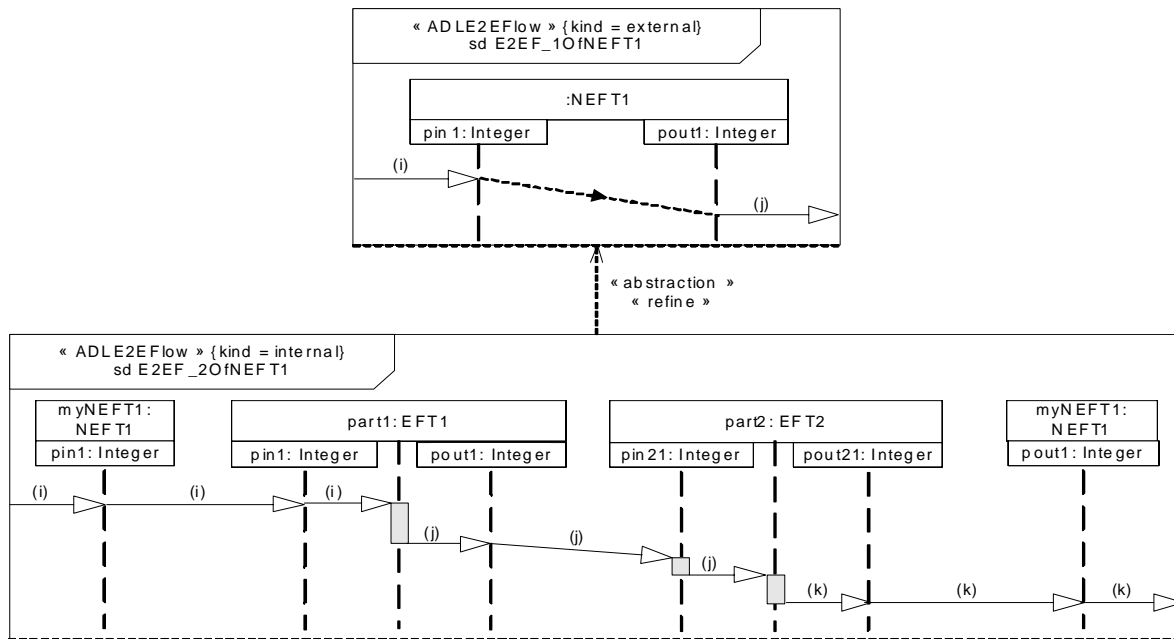 « ADLE2EFlow » {kind = external}
sd E2EF_1OfNEFT1
:NEFT1
pin1: Integer
pout1: Integer
(i)
(j)
« abstraction »
« refine »
« ADLE2EFlow » {kind = internal}
sd E2EF_2OfNEFT1
myNEFT1:
NEFT1
pin1: Integer
part1: EFT1
pin1: Integer
pout1: Integer
part2: EFT2
pin21: Integer
pout21: Integer
myNEFT1:
NEFT1
pout1: Integer
(i)
(i)
(i)
(j)
(j)
(j)
(k)
(k)
(k)